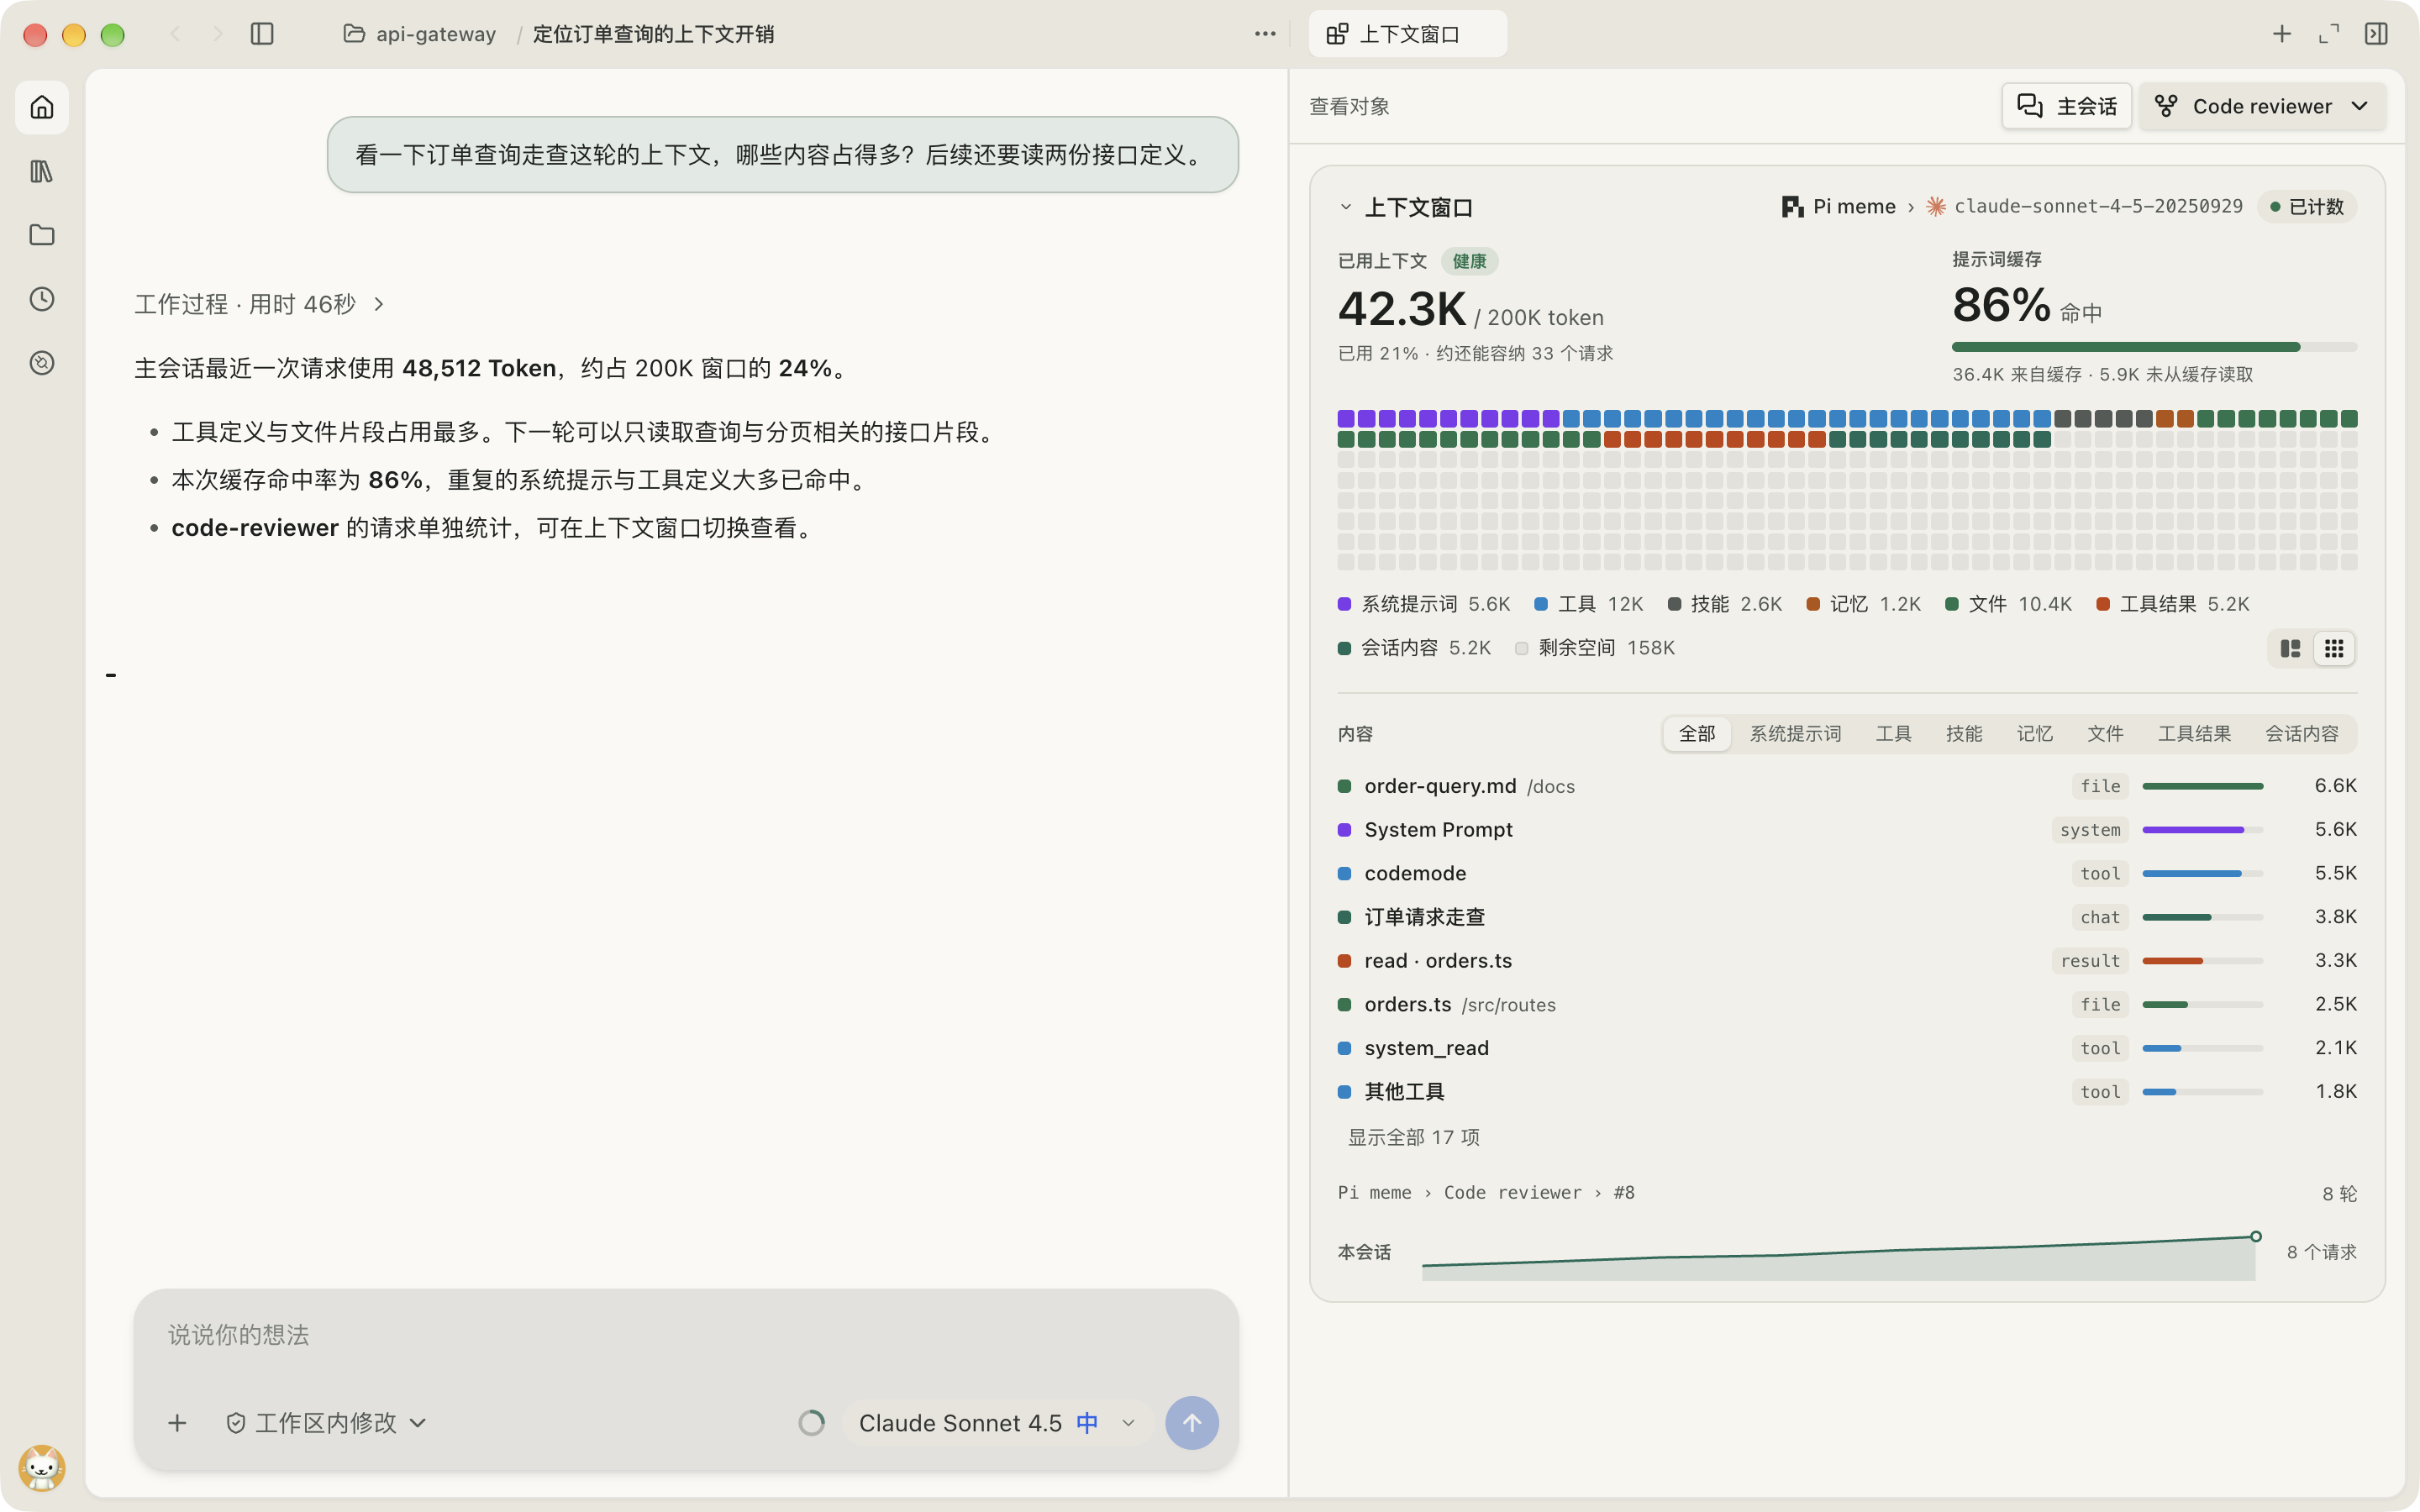 api-gateway / 定位订单查询的上下文开销
上下文窗口
看一下订单查询走查这轮的上下文，哪些内容占得多？后续还要读两份接口定义。
工作过程 · 用时 46秒
主会话最近一次请求使用 48,512 Token，约占 200K 窗口的 24%。
• 工具定义与文件片段占用最多。下一轮可以只读取查询与分页相关的接口片段。
• 本次缓存命中率为 86%，重复的系统提示与工具定义大多已命中。
• code-reviewer 的请求单独统计，可在上下文窗口切换查看。
说说你的想法
工作区内修改
Claude Sonnet 4.5 中
查看对象
主会话
Code reviewer
上下文窗口
Pi meme › claude-sonnet-4-5-20250929
已计数
已用上下文 健康
42.3K / 200K token
已用 21% · 约还能容纳 33 个请求
提示词缓存
86% 命中
36.4K 来自缓存 · 5.9K 未从缓存读取
系统提示词 5.6K 工具 12K 技能 2.6K 记忆 1.2K 文件 10.4K 工具结果 5.2K
会话内容 5.2K 剩余空间 158K
内容
全部 系统提示词 工具 技能 记忆 文件 工具结果 会话内容
order-query.md /docs file 6.6K
System Prompt system 5.6K
codemode tool 5.5K
订单请求走查 chat 3.8K
read · orders.ts result 3.3K
orders.ts /src/routes file 2.5K
system_read tool 2.1K
其他工具 tool 1.8K
显示全部 17 项
Pi meme › Code reviewer › #8
8 轮
本会话
8 个请求